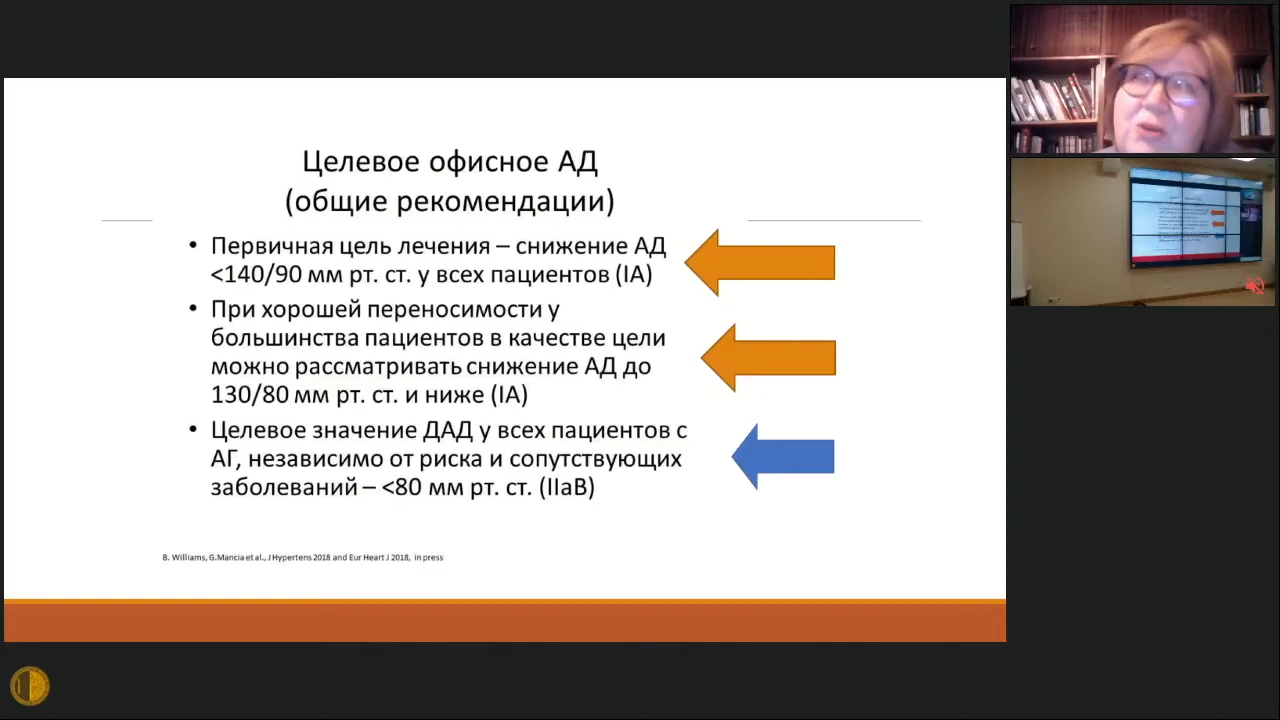 Целевое офисное АД
(общие рекомендации)
• Первичная цель лечения – снижение АД
<140/90 мм рт. ст. у всех пациентов (IA)
• При хорошей переносимости у
большинства пациентов в качестве цели
можно рассматривать снижение АД до
130/80 мм рт. ст. и ниже (IA)
• Целевое значение ДАД у всех пациентов с
АГ, независимо от риска и сопутствующих
заболеваний – <80 мм рт. ст. (IIaB)
B. Williams, G.Mancia et al., J Hypertens 2018 and Eur Heart J 2018, in press